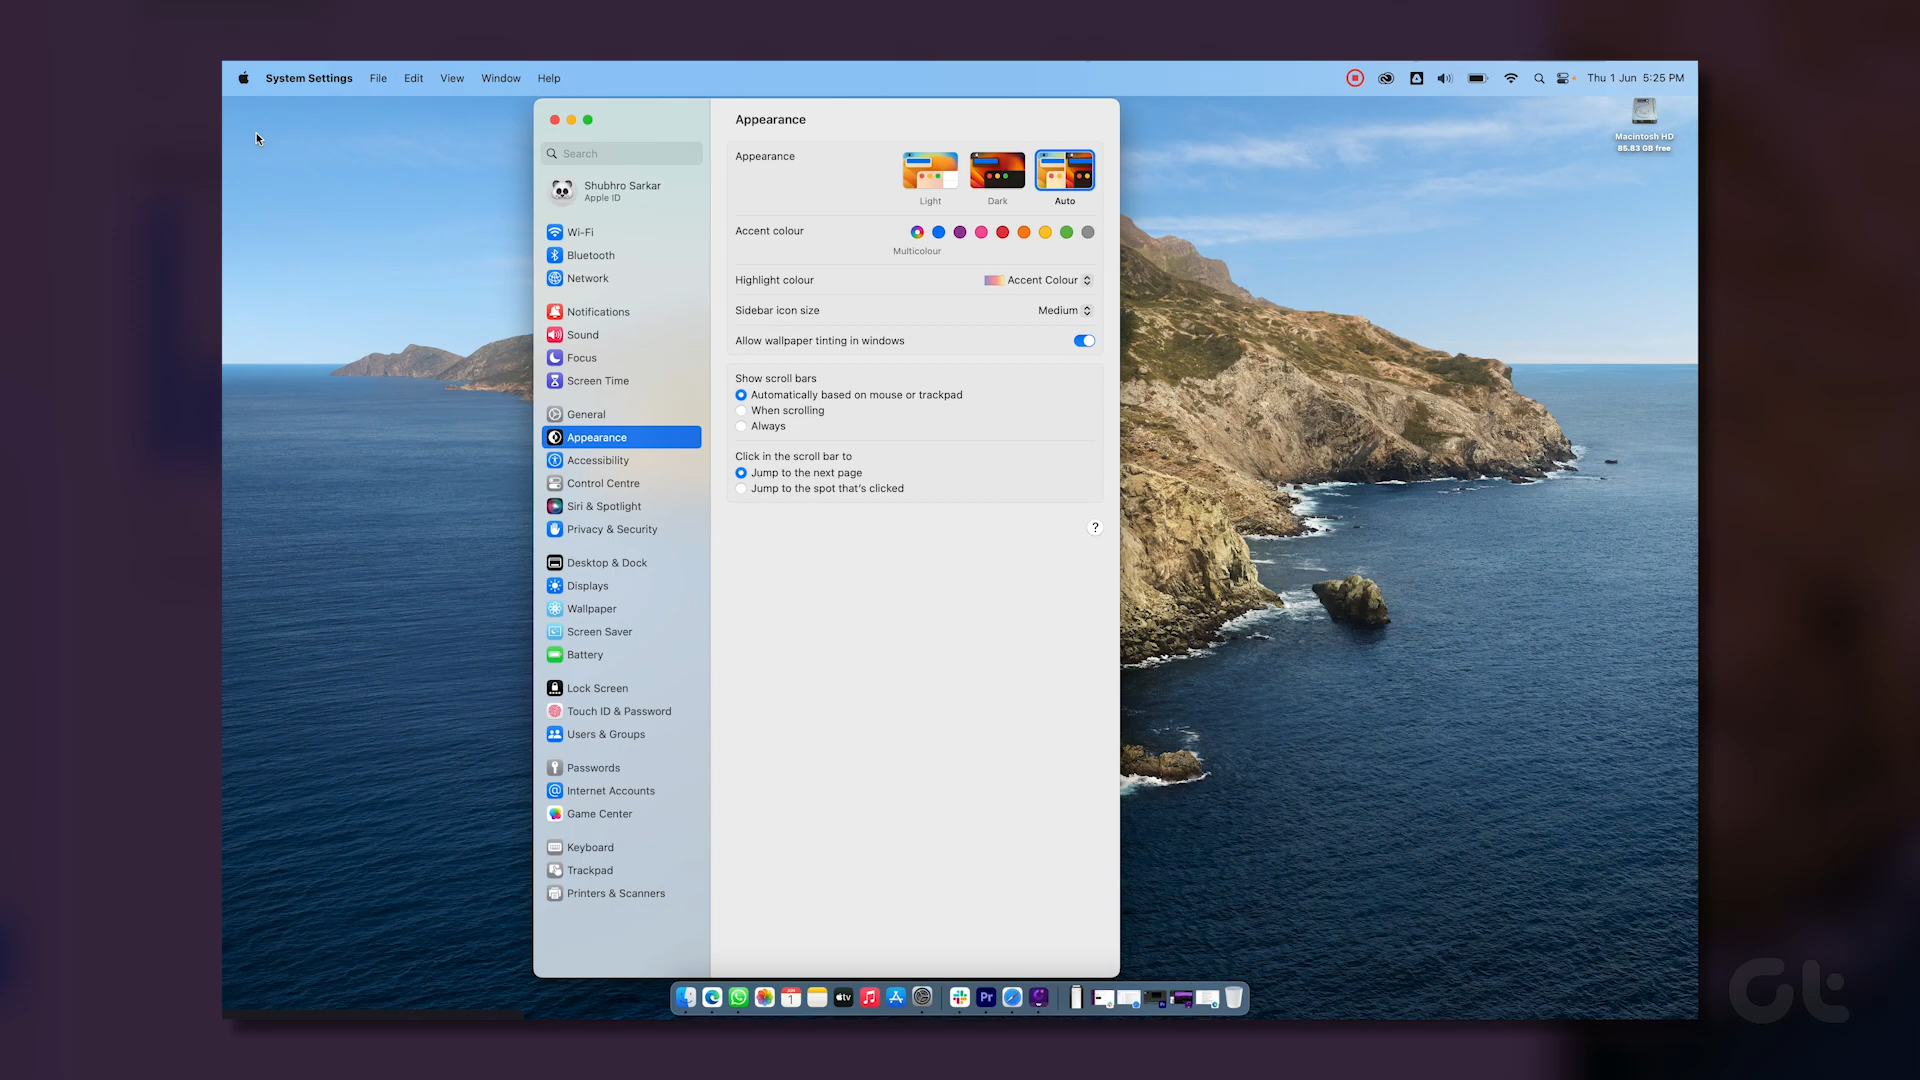 System Settings File Edit View Window Help Thu 1 Jun 5:25 PM
Macintosh HD
85.83 GB free
Search
Shubhro Sarkar
Apple ID
Wi-Fi
Bluetooth
Network
Notifications
Sound
Focus
Screen Time
General
Appearance
Accessibility
Control Centre
Siri & Spotlight
Privacy & Security
Desktop & Dock
Displays
Wallpaper
Screen Saver
Battery
Lock Screen
Touch ID & Password
Users & Groups
Passwords
Internet Accounts
Game Center
Keyboard
Trackpad
Printers & Scanners
Appearance
Appearance
Light Dark Auto
Accent colour
Multicolour
Highlight colour Accent Colour
Sidebar icon size Medium
Allow wallpaper tinting in windows
Show scroll bars
Automatically based on mouse or trackpad
When scrolling
Always
Click in the scroll bar to
Jump to the next page
Jump to the spot that's clicked
?
1 tv Pr
Gt